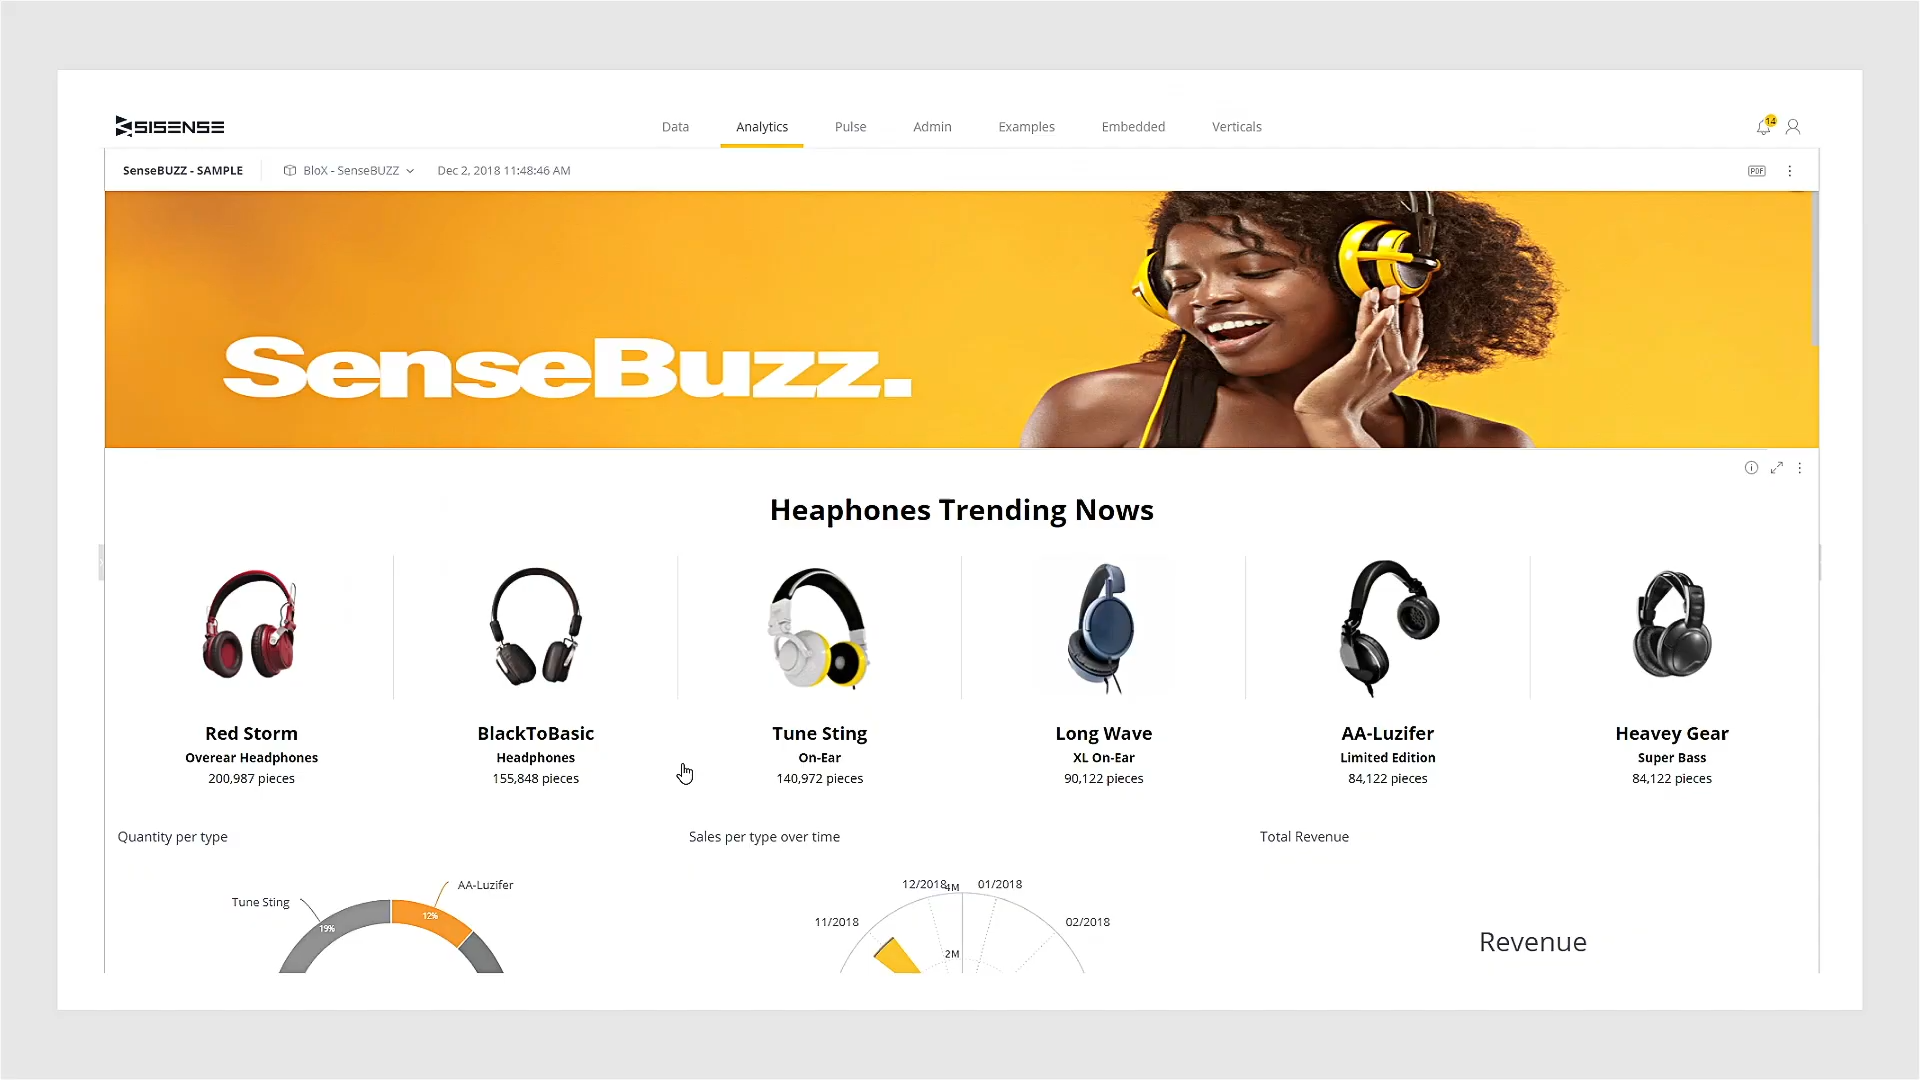 SISENSE
Data Analytics Pulse Admin Examples Embedded Verticals
14
SenseBUZZ - SAMPLE BloX - SenseBUZZ Dec 2, 2018 11:48:46 AM
PDF
SenseBuzz.
Heaphones Trending Nows
Red Storm
Overear Headphones
200,987 pieces
BlackToBasic
Headphones
155,848 pieces
Tune Sting
On-Ear
140,972 pieces
Long Wave
XL On-Ear
90,122 pieces
AA-Luzifer
Limited Edition
84,122 pieces
Heavey Gear
Super Bass
84,122 pieces
Quantity per type
Tune Sting
19%
AA-Luzifer
12%
Sales per type over time
12/2018
4M
01/2018
11/2018
02/2018
2M
Total Revenue
Revenue